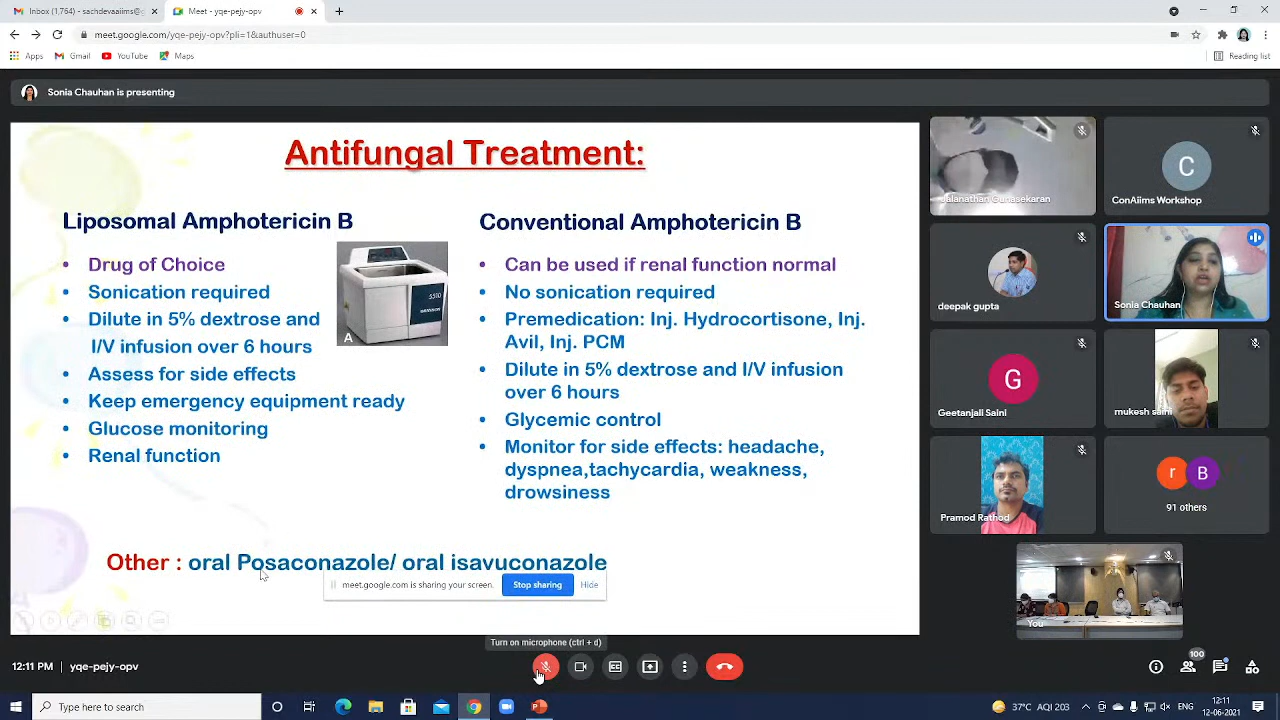 Inbox (1,764) - sachdevaaiims@g
Meet - yqe-pejy-opv
meet.google.com/yqe-pejy-opv?pli=1&authuser=0
Apps
Gmail
YouTube
Maps
Reading list
Sonia Chauhan is presenting
Antifungal Treatment:
Liposomal Amphotericin B
• Drug of Choice
• Sonication required
• Dilute in 5% dextrose and
I/V infusion over 6 hours
• Assess for side effects
• Keep emergency equipment ready
• Glucose monitoring
• Renal function
A
Conventional Amphotericin B
• Can be used if renal function normal
• No sonication required
• Premedication: Inj. Hydrocortisone, Inj.
Avil, Inj. PCM
• Dilute in 5% dextrose and I/V infusion
over 6 hours
• Glycemic control
• Monitor for side effects: headache,
dyspnea,tachycardia, weakness,
drowsiness
Other : oral Posaconazole/ oral isavuconazole
meet.google.com is sharing your screen.
Stop sharing
Hide
Jalanathan Gunasekaran
C
ConAiims Workshop
deepak gupta
Sonia Chauhan
G
Geetanjali Saini
mukesh saini
Pramod Rathod
r B
91 others
You
Turn on microphone (ctrl + d)
12:11 PM | yqe-pejy-opv
100
Type here to search
37°C AQI 203
12:11
12-06-2021